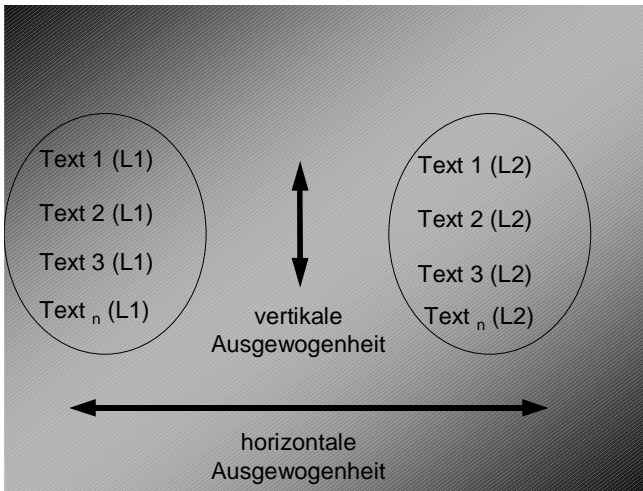 Text 1 (L1)
Text 2 (L1)
Text 3 (L1)
Text n (L1)
vertikale
Ausgewogenheit
Text 1 (L2)
Text 2 (L2)
Text 3 (L2)
Text n (L2)
horizontale
Ausgewogenheit